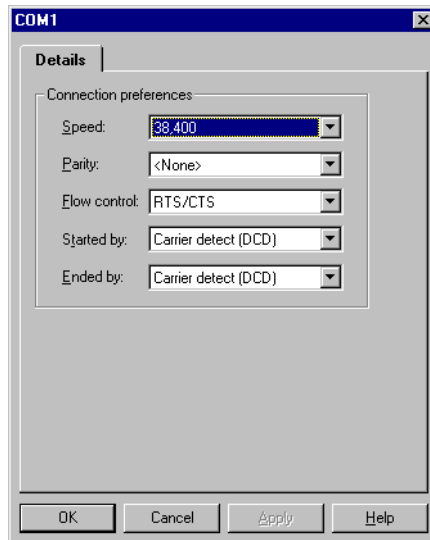 COM1
Details
Connection preferences
Speed: 38,400
Parity: <None>
Flow control: RTS/CTS
Started by: Carrier detect (DCD)
Ended by: Carrier detect (DCD)
OK Cancel Apply Help